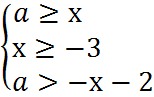 a ≥ x
x ≥ −3
a > −x − 2